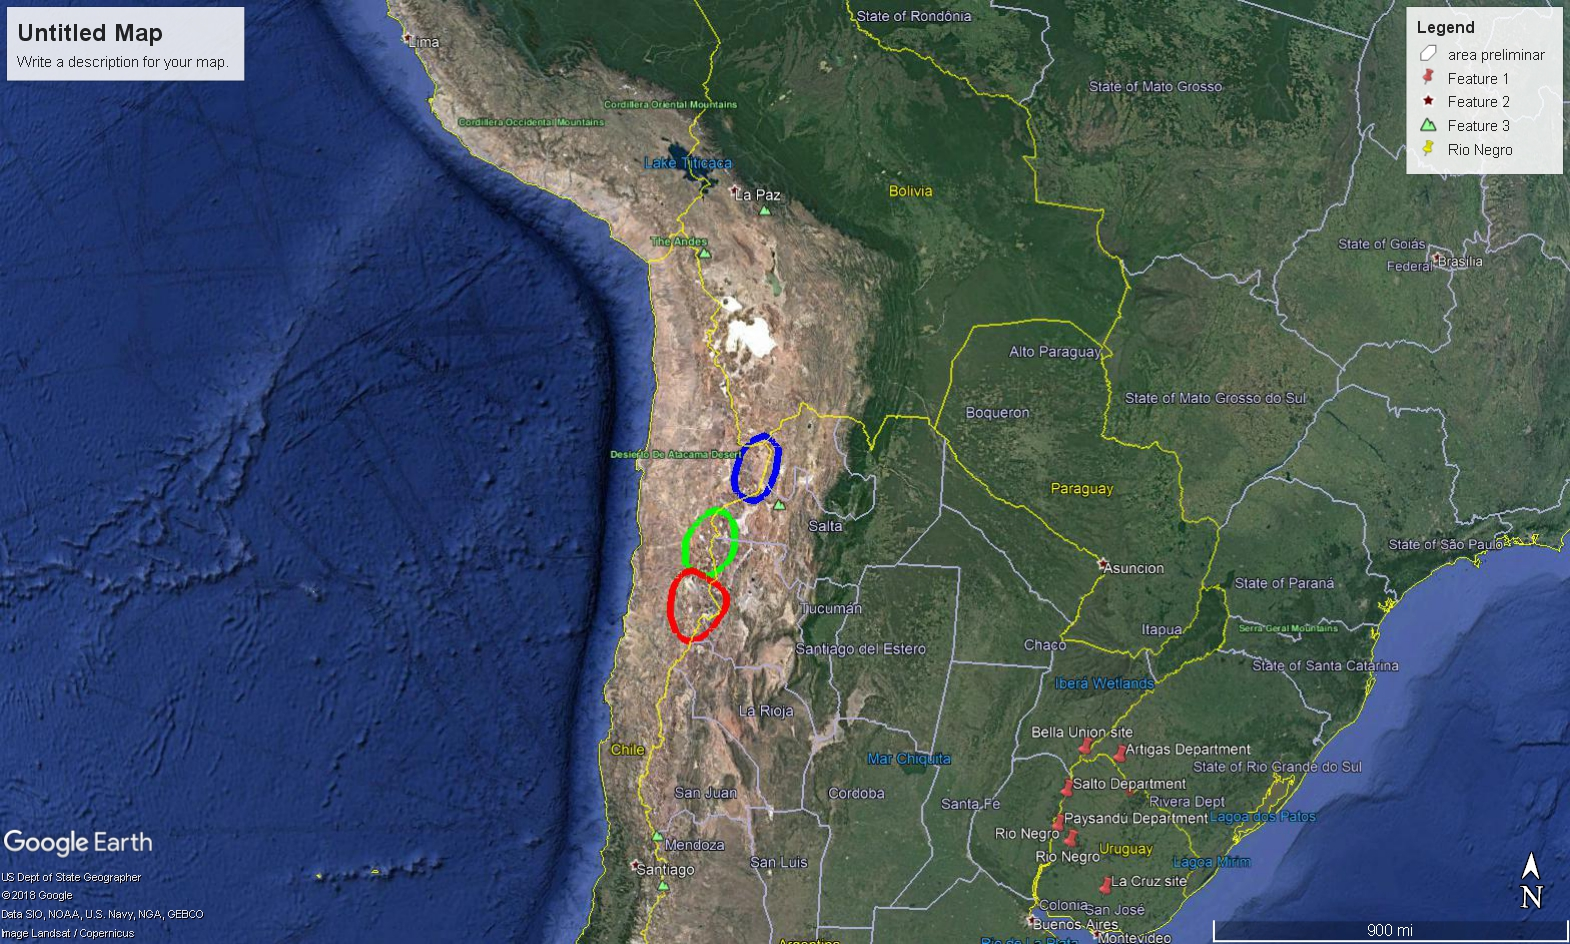 Untitled Map
Write a description for your map.
Legend
area preliminar
Feature 1
Feature 2
Feature 3
Rio Negro
State of Rondônia
Lima
State of Mato Grosso
Cordillera Oriental Mountains
Cordillera Occidental Mountains
Lake Titicaca
La Paz
Bolivia
The Andes
State of Goiás
Federal
Brasilia
Alto Paraguay
State of Mato Grosso do Sul
Boqueron
Desierto De Atacama Desert
Paraguay
Salta
State of São Paulo
Asuncion
State of Paraná
Tucumán
Itapua
Serra Geral Mountains
Chaco
Santiago del Estero
State of Santa Catarina
Iberá Wetlands
La Rioja
Bella Union site
Chile
Artigas Department
Mar Chiquita
State of Rio Grande do Sul
San Juan
Salto Department
Cordoba
Santa Fe
Rivera Dept
Paysandú Department
Lagoa dos Patos
Rio Negro
Mendoza
Uruguay
Rio Negro
San Luis
Lagoa Mirim
Santiago
La Cruz site
Colonia
San José
Buenos Aires
Montevideo
Rio de La Plata
Argentina
Google Earth
US Dept of State Geographer
©2018 Google
Data SIO, NOAA, U.S. Navy, NGA, GEBCO
Image Landsat / Copernicus
N
900 mi